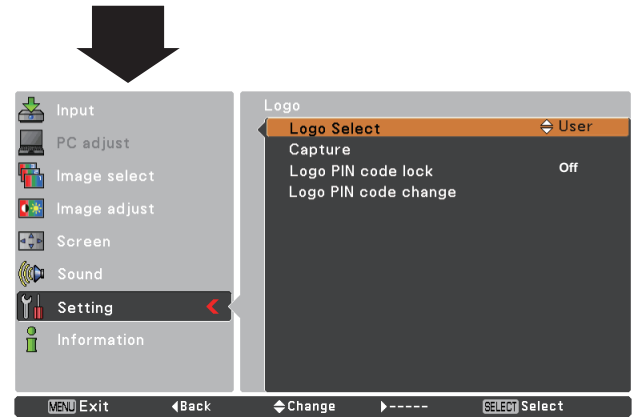 Input
PC adjust
Image select
Image adjust
Screen
Sound
Setting
Information
Logo
Logo Select User
Capture
Logo PIN code lock Off
Logo PIN code change
MENU Exit Back Change ----- SELECT Select